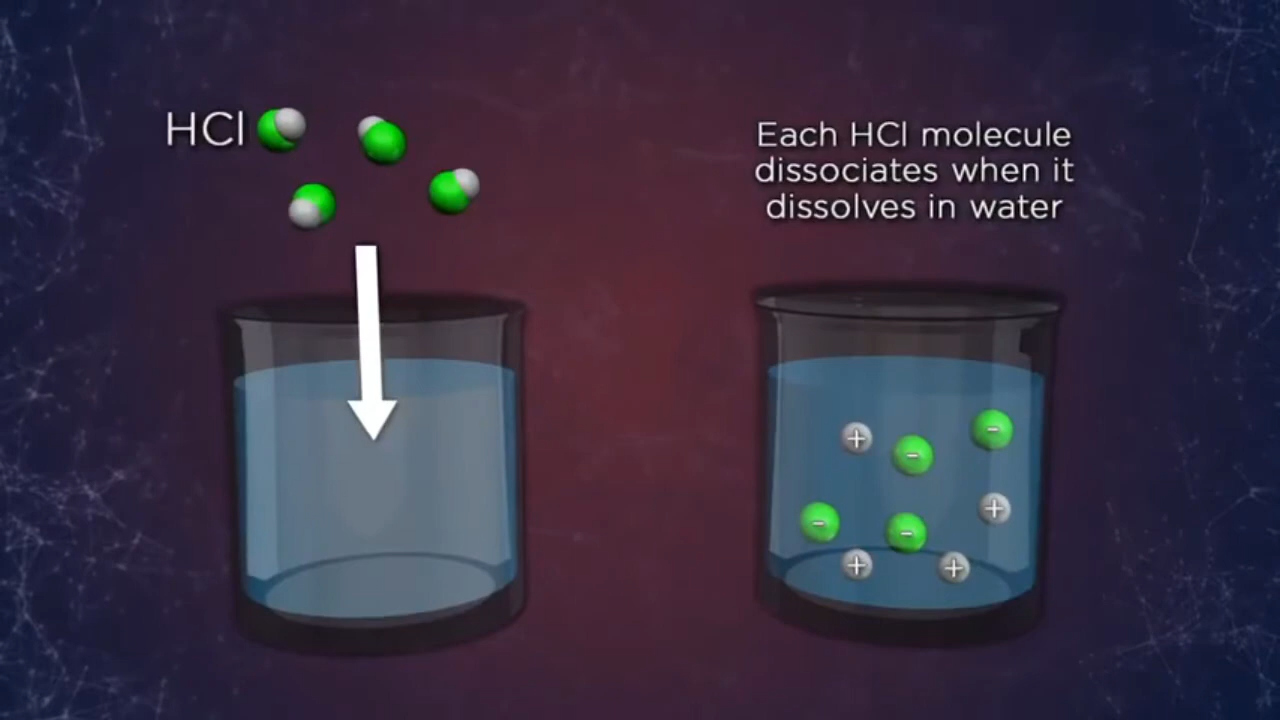 HCl
Each HCl molecule
dissociates when it
dissolves in water
+
-
-
+
-
-
+
+